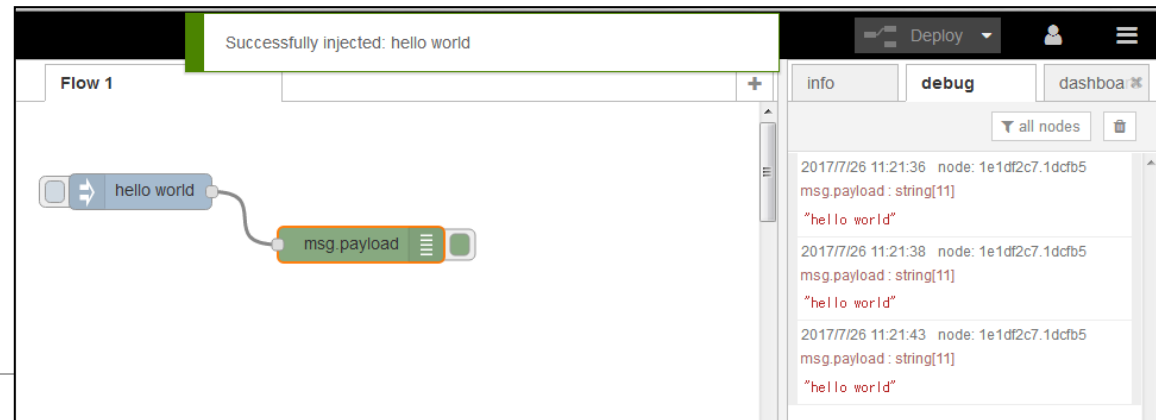 Successfully injected: hello world
Deploy
Flow 1
info
debug
dashboar
all nodes
hello world
msg.payload
2017/7/26 11:21:36 node: 1e1df2c7.1dcfb5
msg.payload : string[11]
"hello world"
2017/7/26 11:21:38 node: 1e1df2c7.1dcfb5
msg.payload : string[11]
"hello world"
2017/7/26 11:21:43 node: 1e1df2c7.1dcfb5
msg.payload : string[11]
"hello world"